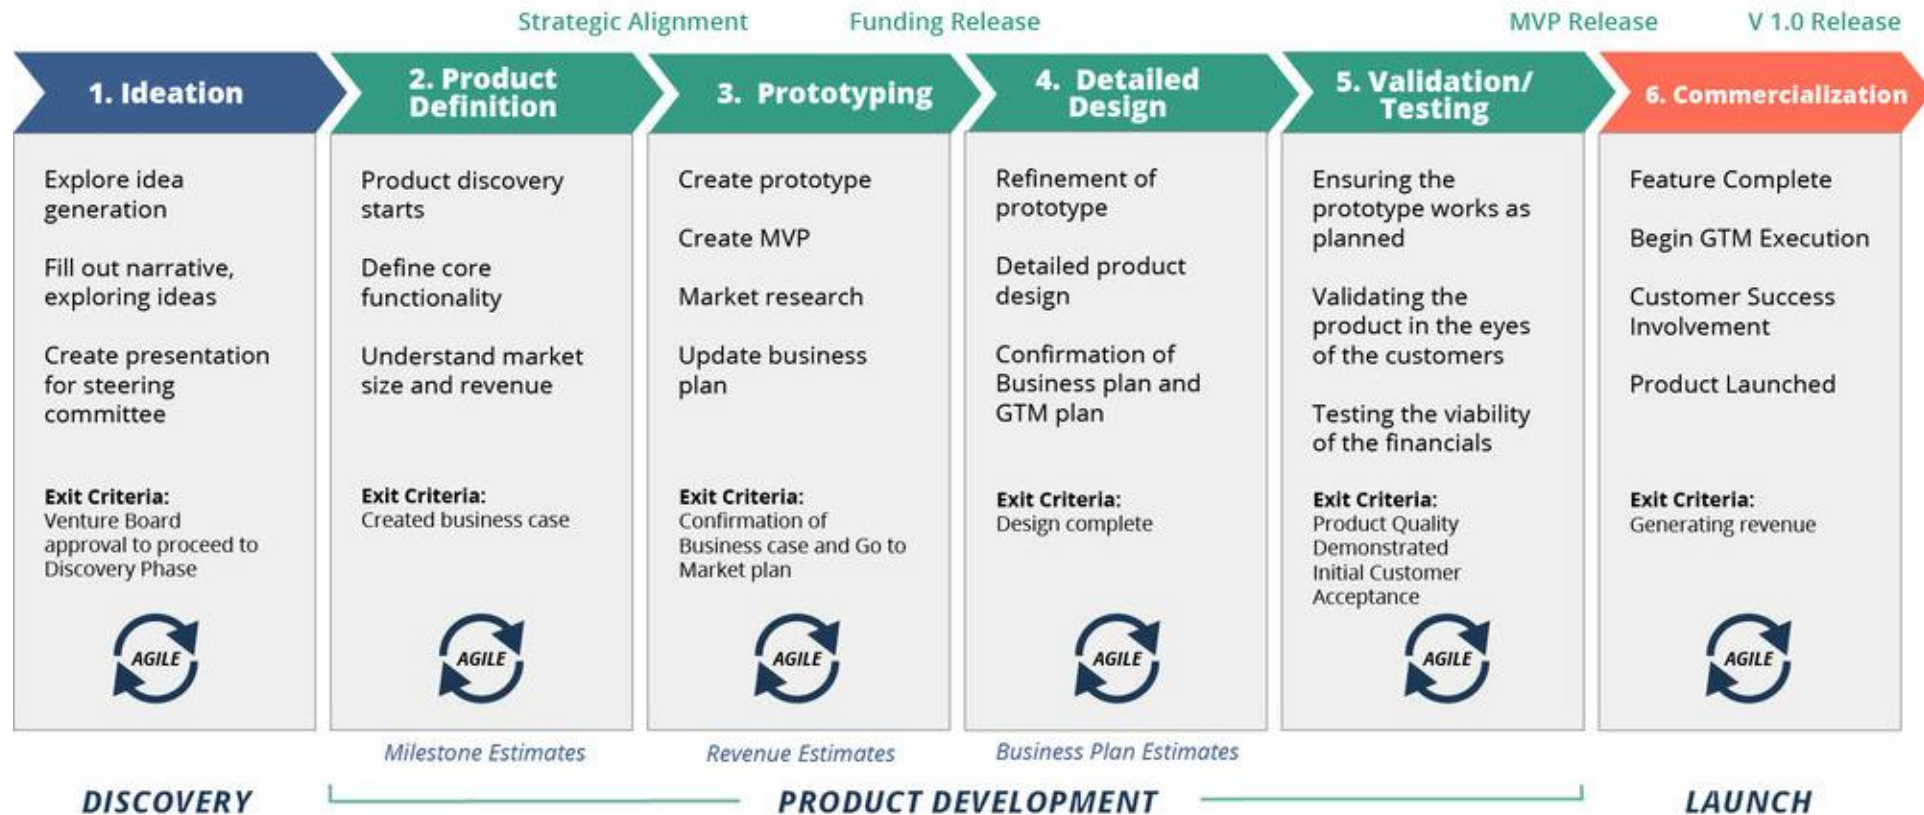 Strategic Alignment
Funding Release
MVP Release
V 1.0 Release
1. Ideation
Explore idea
generation
Fill out narrative,
exploring ideas
Create presentation
for steering
committee
Exit Criteria:
Venture Board
approval to proceed to
Discovery Phase
AGILE
2. Product
Definition
Product discovery
starts
Define core
functionality
Understand market
size and revenue
Exit Criteria:
Created business case
AGILE
Milestone Estimates
3. Prototyping
Create prototype
Create MVP
Market research
Update business
plan
Exit Criteria:
Confirmation of
Business case and Go to
Market plan
AGILE
Revenue Estimates
4. Detailed
Design
Refinement of
prototype
Detailed product
design
Confirmation of
Business plan and
GTM plan
Exit Criteria:
Design complete
AGILE
Business Plan Estimates
5. Validation/
Testing
Ensuring the
prototype works as
planned
Validating the
product in the eyes
of the customers
Testing the viability
of the financials
Exit Criteria:
Product Quality
Demonstrated
Initial Customer
Acceptance
AGILE
6. Commercialization
Feature Complete
Begin GTM Execution
Customer Success
Involvement
Product Launched
Exit Criteria:
Generating revenue
AGILE
DISCOVERY
PRODUCT DEVELOPMENT
LAUNCH